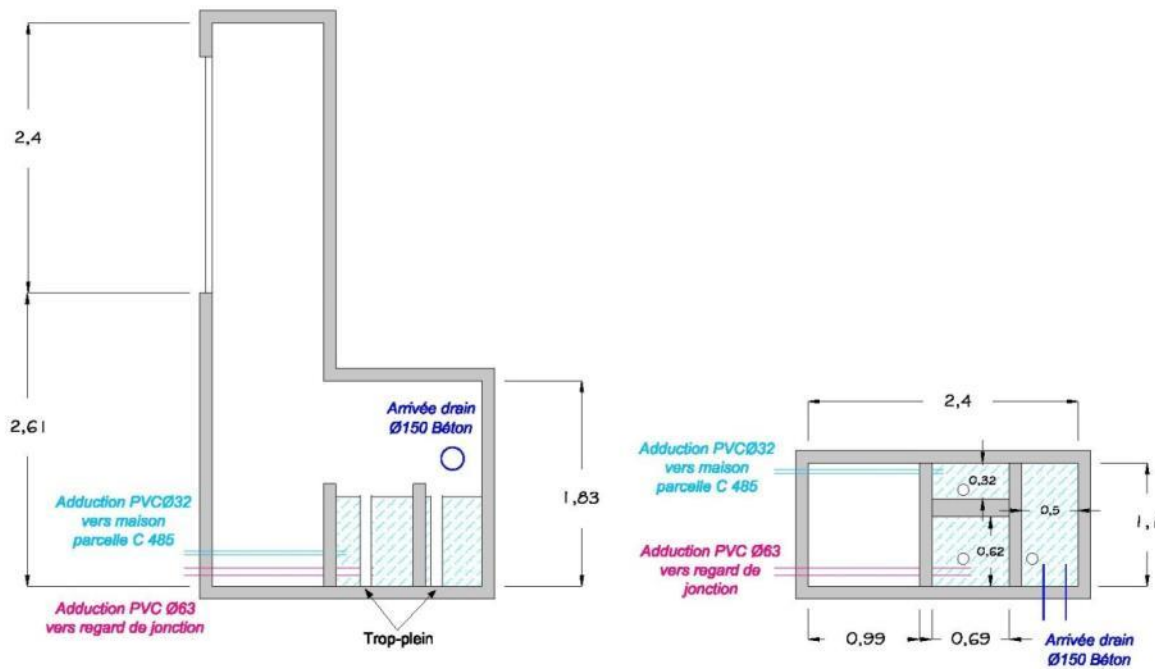 2,4
2,61
Arrivée drain
Ø150 Béton
1,83
Adduction PVCØ32
vers maison
parcelle C 485
Adduction PVC Ø63
vers regard de jonction
Trop-plein
2,4
Adduction PVCØ32
vers maison
parcelle C 485
0,32
0,5
0,62
Adduction PVC Ø63
vers regard de
jonction
0,99
0,69
Arrivée drain
Ø150 Béton